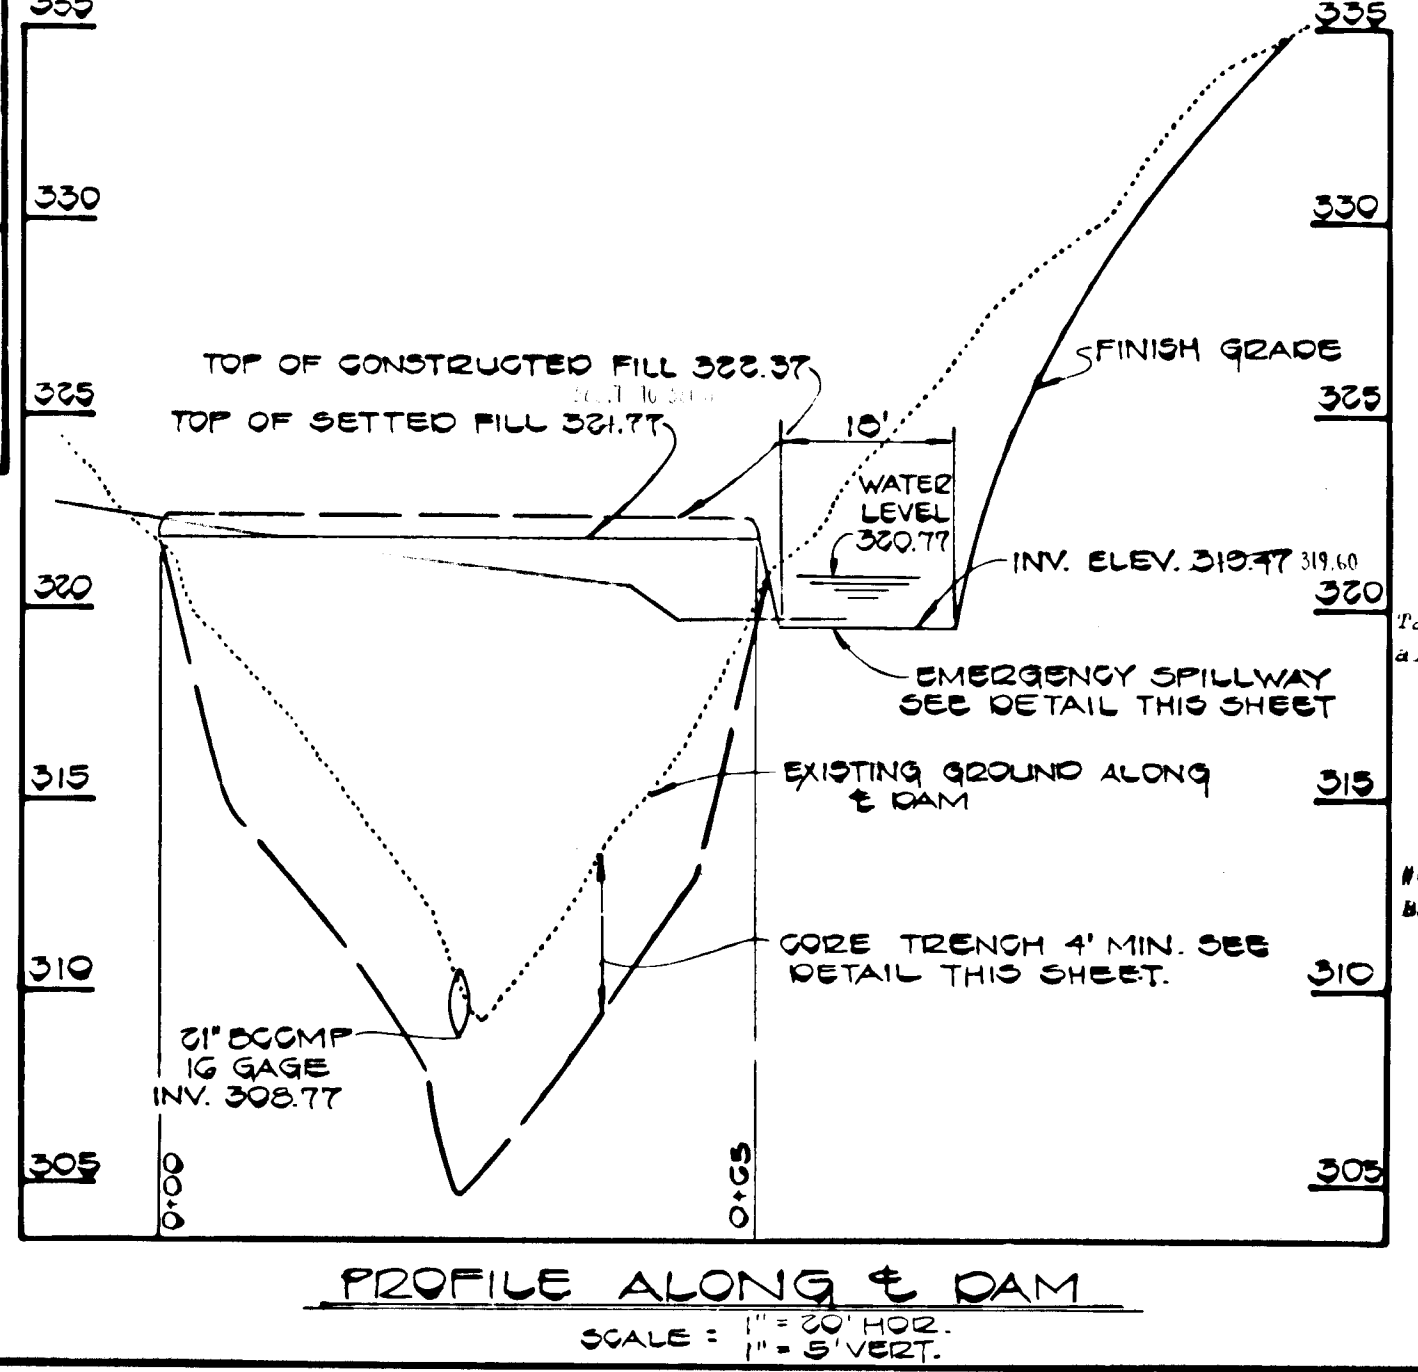 335
335
330
330
TOP OF CONSTRUCTED FILL 322.37
FINISH GRADE
325
325
TOP OF SETTED FILL 321.77
18'
WATER
LEVEL
320.77
INV. ELEV. 319.47 319.60
320
320
EMERGENCY SPILLWAY
SEE DETAIL THIS SHEET
EXISTING GROUND ALONG
℄ DAM
315
315
CORE TRENCH 4' MIN. SEE
DETAIL THIS SHEET.
310
310
21" BCCMP
16 GAGE
INV. 308.77
305
305
0+00
0+65
PROFILE ALONG ℄ DAM
SCALE : 1" = 20' HOR.
1" = 5' VERT.